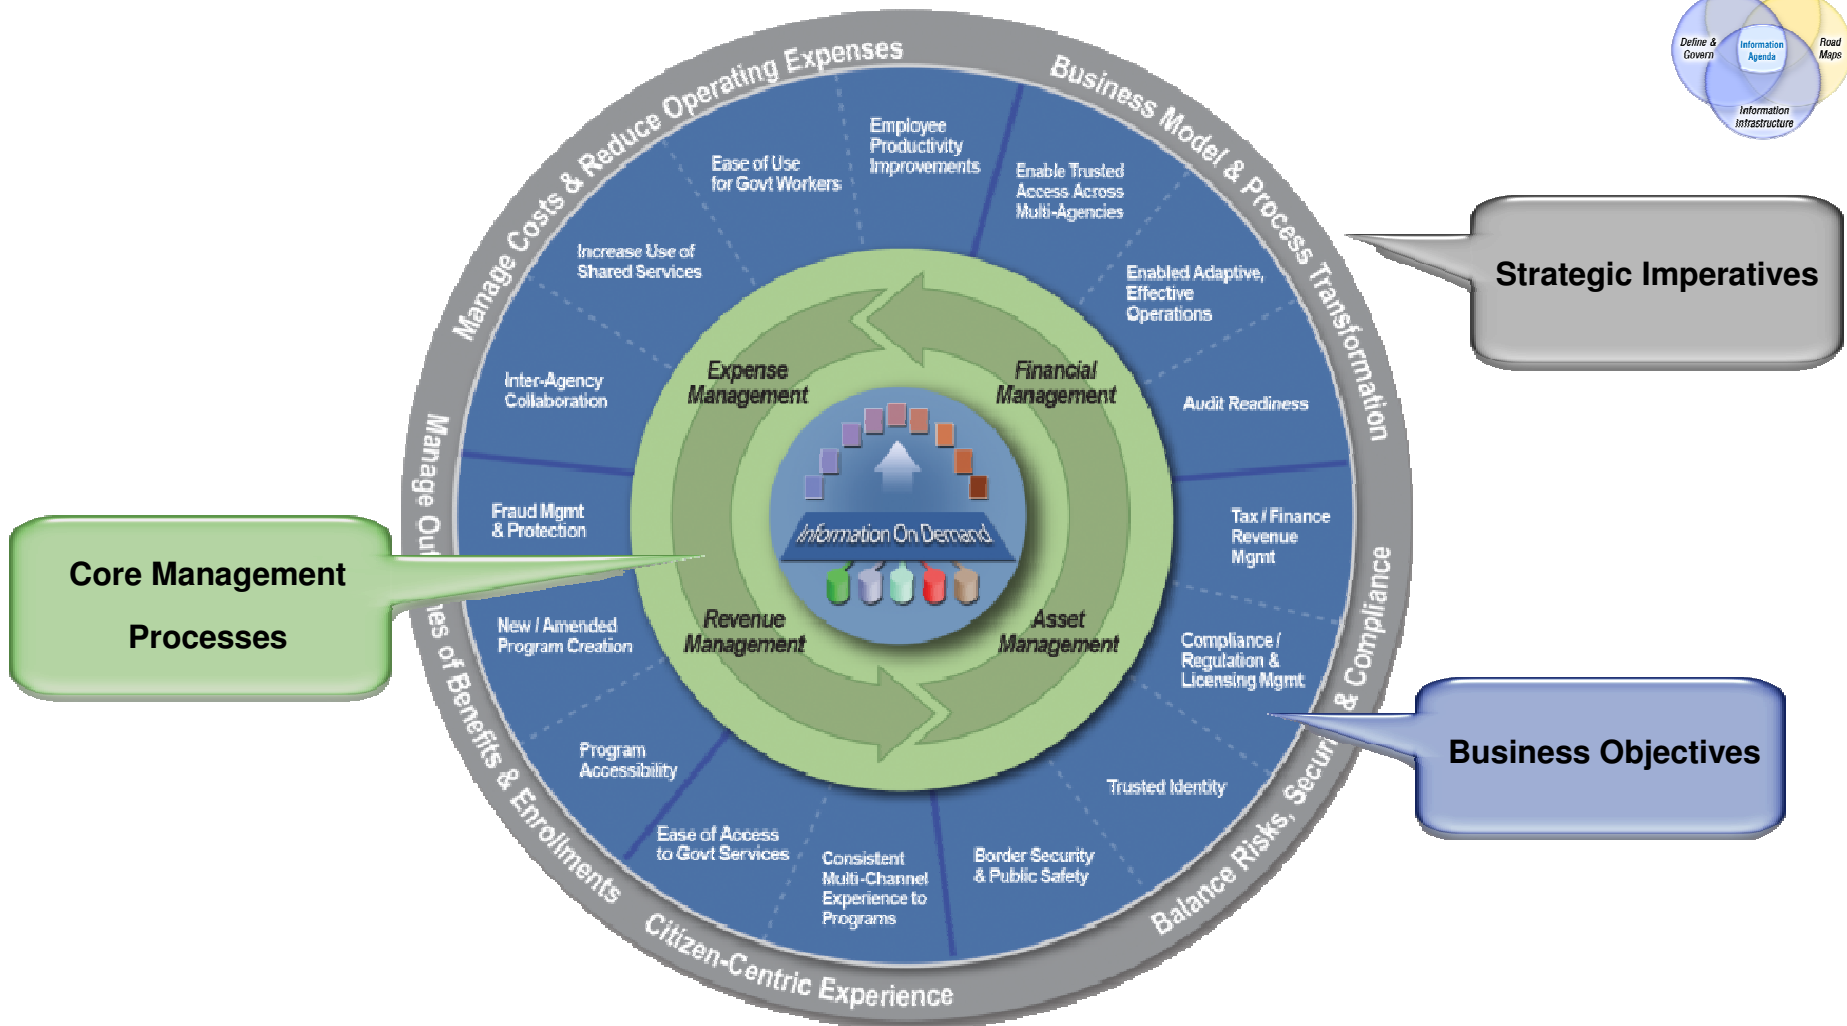 Define &
Govern
Information
Agenda
Road
Maps
Information
Infrastructure
Manage Costs & Reduce Operating Expenses
Business Model & Process Transformation
Employee
Productivity
Improvements
Ease of Use
for Govt Workers
Enable Trusted
Access Across
Multi-Agencies
Increase Use of
Shared Services
Enabled Adaptive,
Effective
Operations
Strategic Imperatives
Inter-Agency
Collaboration
Expense
Management
Financial
Management
Audit Readiness
Fraud Mgmt
& Protection
Information On Demand
Tax / Finance
Revenue
Mgmt
Core Management
Processes
New / Amended
Program Creation
Revenue
Management
Asset
Management
Compliance /
Regulation &
Licensing Mgmt
Business Objectives
Program
Accessibility
Trusted Identity
Ease of Access
to Govt Services
Consistent
Multi-Channel
Experience to
Programs
Border Security
& Public Safety
Manage of Benefits & Enrollments
Citizen-Centric Experience
Balance Risks, & Compliance